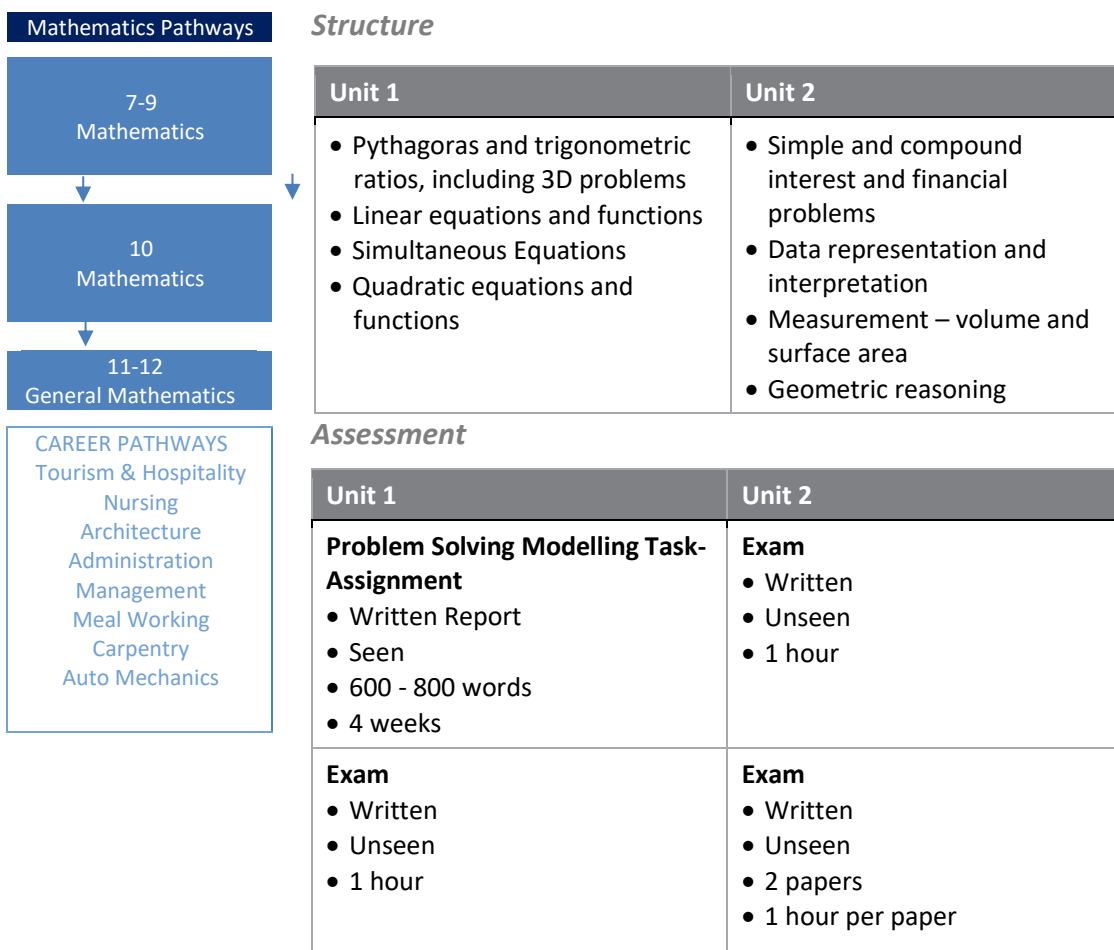 Mathematics Pathways
7-9
Mathematics
10
Mathematics
11-12
General Mathematics
CAREER PATHWAYS
Tourism & Hospitality
Nursing
Architecture
Administration
Management
Meal Working
Carpentry
Auto Mechanics
Structure
Unit 1
• Pythagoras and trigonometric
ratios, including 3D problems
• Linear equations and functions
• Simultaneous Equations
• Quadratic equations and
functions
Unit 2
• Simple and compound
interest and financial
problems
• Data representation and
interpretation
• Measurement – volume and
surface area
• Geometric reasoning
Assessment
Unit 1
Unit 2
Problem Solving Modelling Task-
Assignment
• Written Report
• Seen
• 600 - 800 words
• 4 weeks
Exam
• Written
• Unseen
• 1 hour
Exam
• Written
• Unseen
• 1 hour
Exam
• Written
• Unseen
• 2 papers
• 1 hour per paper